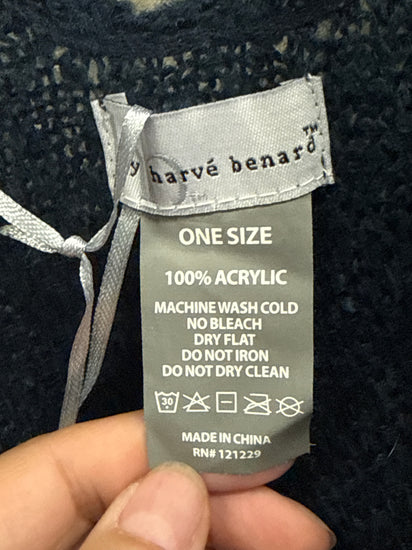 y harvé benard™
ONE SIZE
100% ACRYLIC
MACHINE WASH COLD
NO BLEACH
DRY FLAT
DO NOT IRON
DO NOT DRY CLEAN
30
MADE IN CHINA
RN# 121229